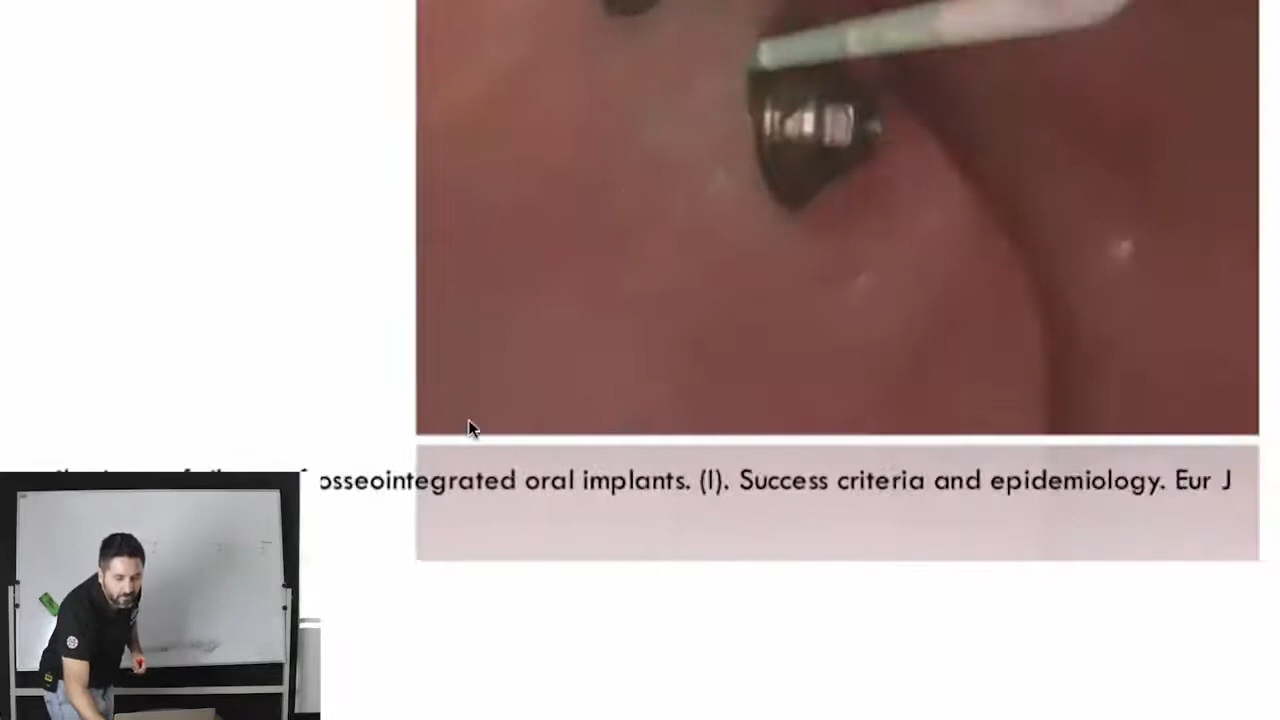 osseointegrated oral implants. (I). Success criteria and epidemiology. Eur J